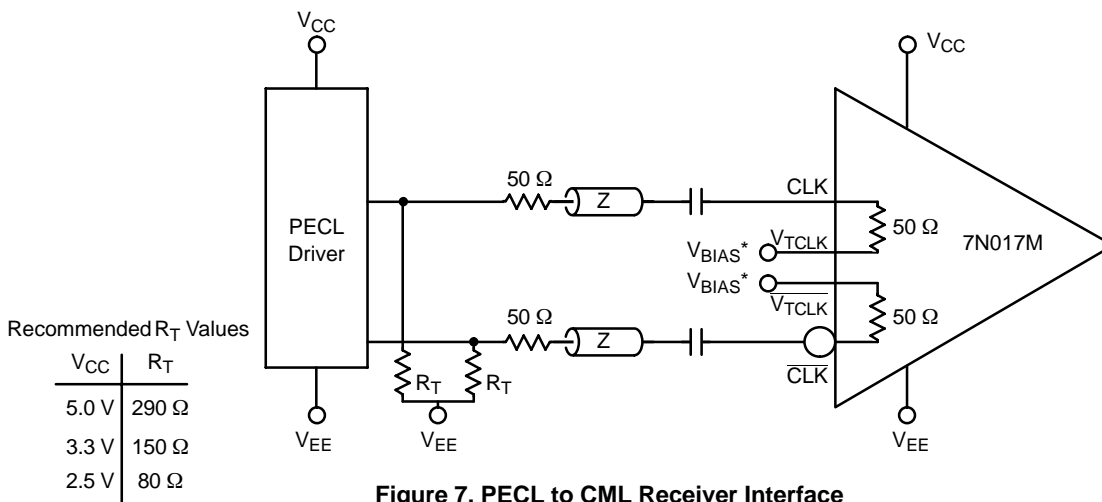 VCC
VCC
50 Ω
Z
CLK
PECL
Driver
50 Ω
7N017M
VBIAS*
VTCLK
VBIAS*
VTCLK
50 Ω
50 Ω
Z
CLK
RT
RT
VEE
VEE
VEE
Recommended RT Values
VCC RT
5.0 V 290 Ω
3.3 V 150 Ω
2.5 V 80 Ω
Figure 7. PECL to CML Receiver Interface